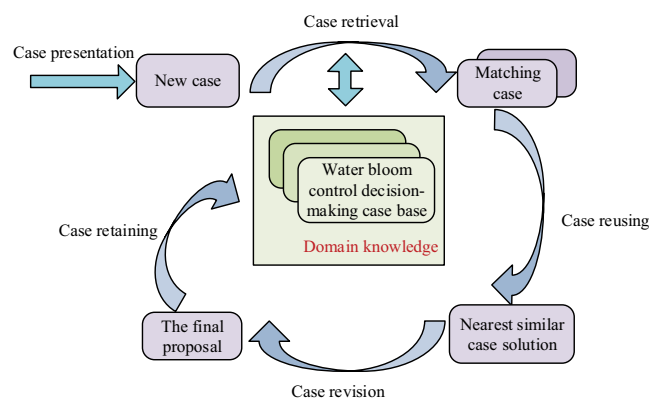 Case retrieval
Case presentation
New case
Matching
case
Water bloom
control decision-
making case base
Domain knowledge
Case retaining
Case reusing
The final
proposal
Nearest similar
case solution
Case revision